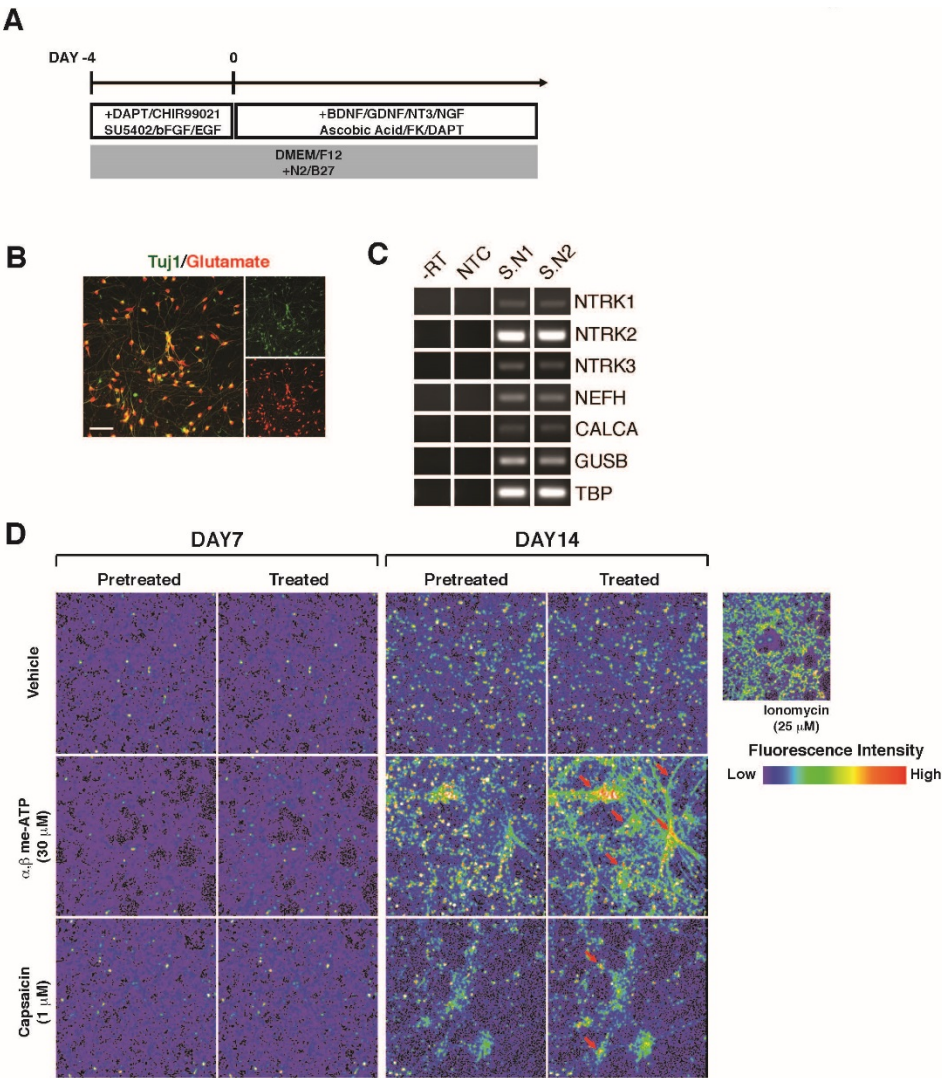 A
DAY -4
0
+DAPT/CHIR99021
SU5402/bFGF/EGF
+BDNF/GDNF/NT3/NGF
Ascobic Acid/FK/DAPT
DMEM/F12
+N2/B27
B
Tuj1/Glutamate
C
-RT
NTC
S.N1
S.N2
NTRK1
NTRK2
NTRK3
NEFH
CALCA
GUSB
TBP
D
DAY7
DAY14
Pretreated
Treated
Pretreated
Treated
Vehicle
α,β me-ATP
(30 μM)
Capsaicin
(1 μM)
Ionomycin
(25 μM)
Fluorescence Intensity
Low
High